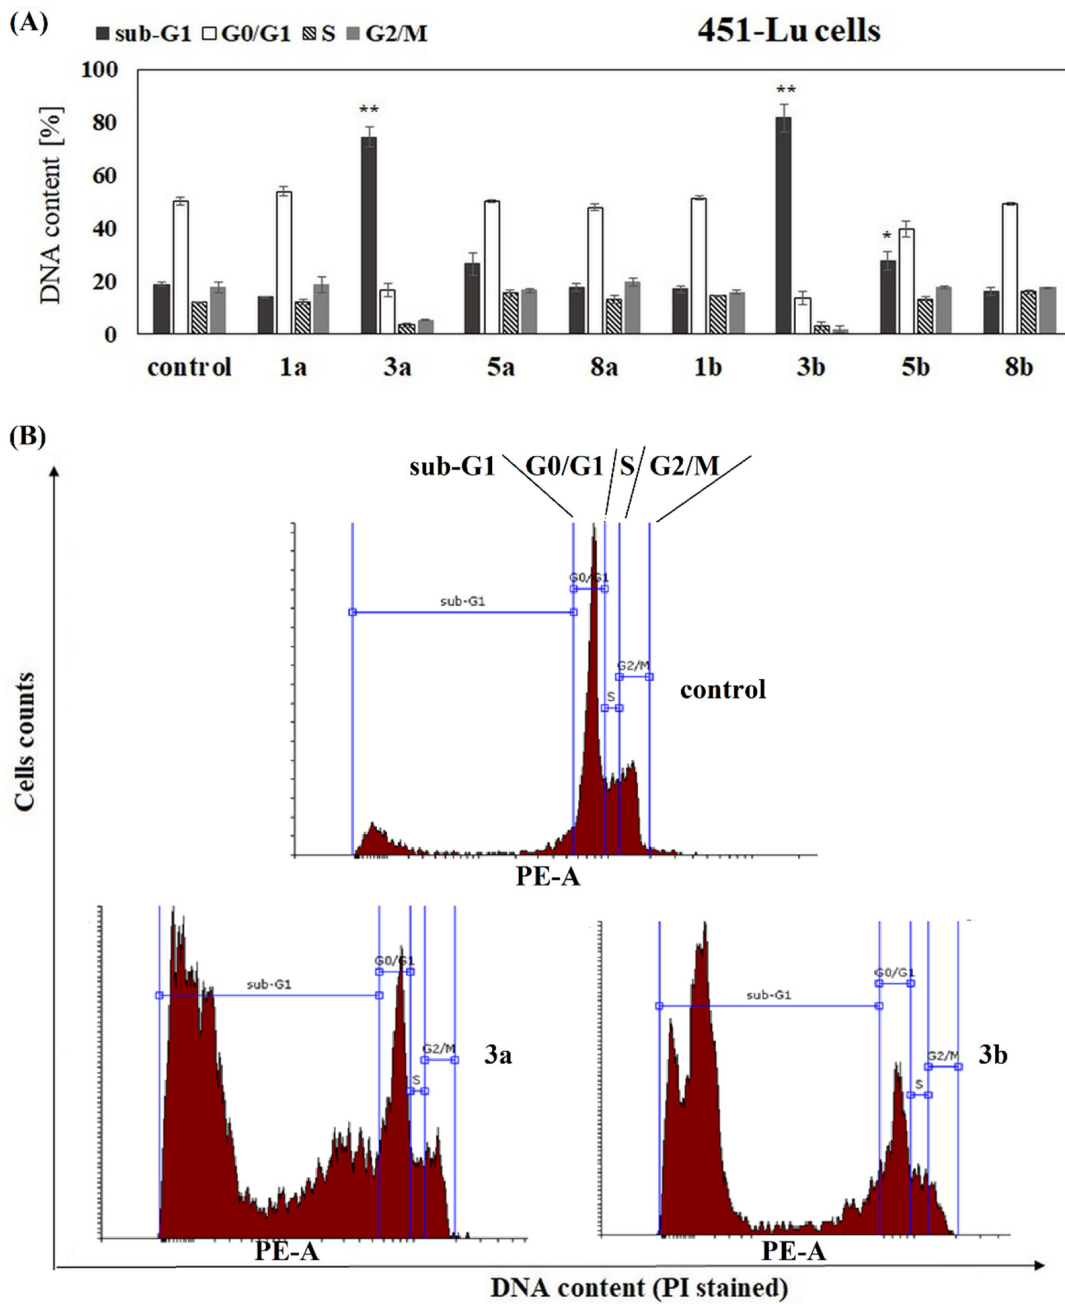 (A)
sub-G1 G0/G1 S G2/M
451-Lu cells
DNA content [%]
100
80
60
40
20
0
**
**
*
control 1a 3a 5a 8a 1b 3b 5b 8b
(B)
sub-G1 G0/G1 S G2/M
G0/G1
sub-G1
G2/M
S
control
PE-A
Cells counts
G0/G1
sub-G1
G2/M
S
3a
PE-A
G0/G1
sub-G1
G2/M
S
3b
PE-A
DNA content (PI stained)